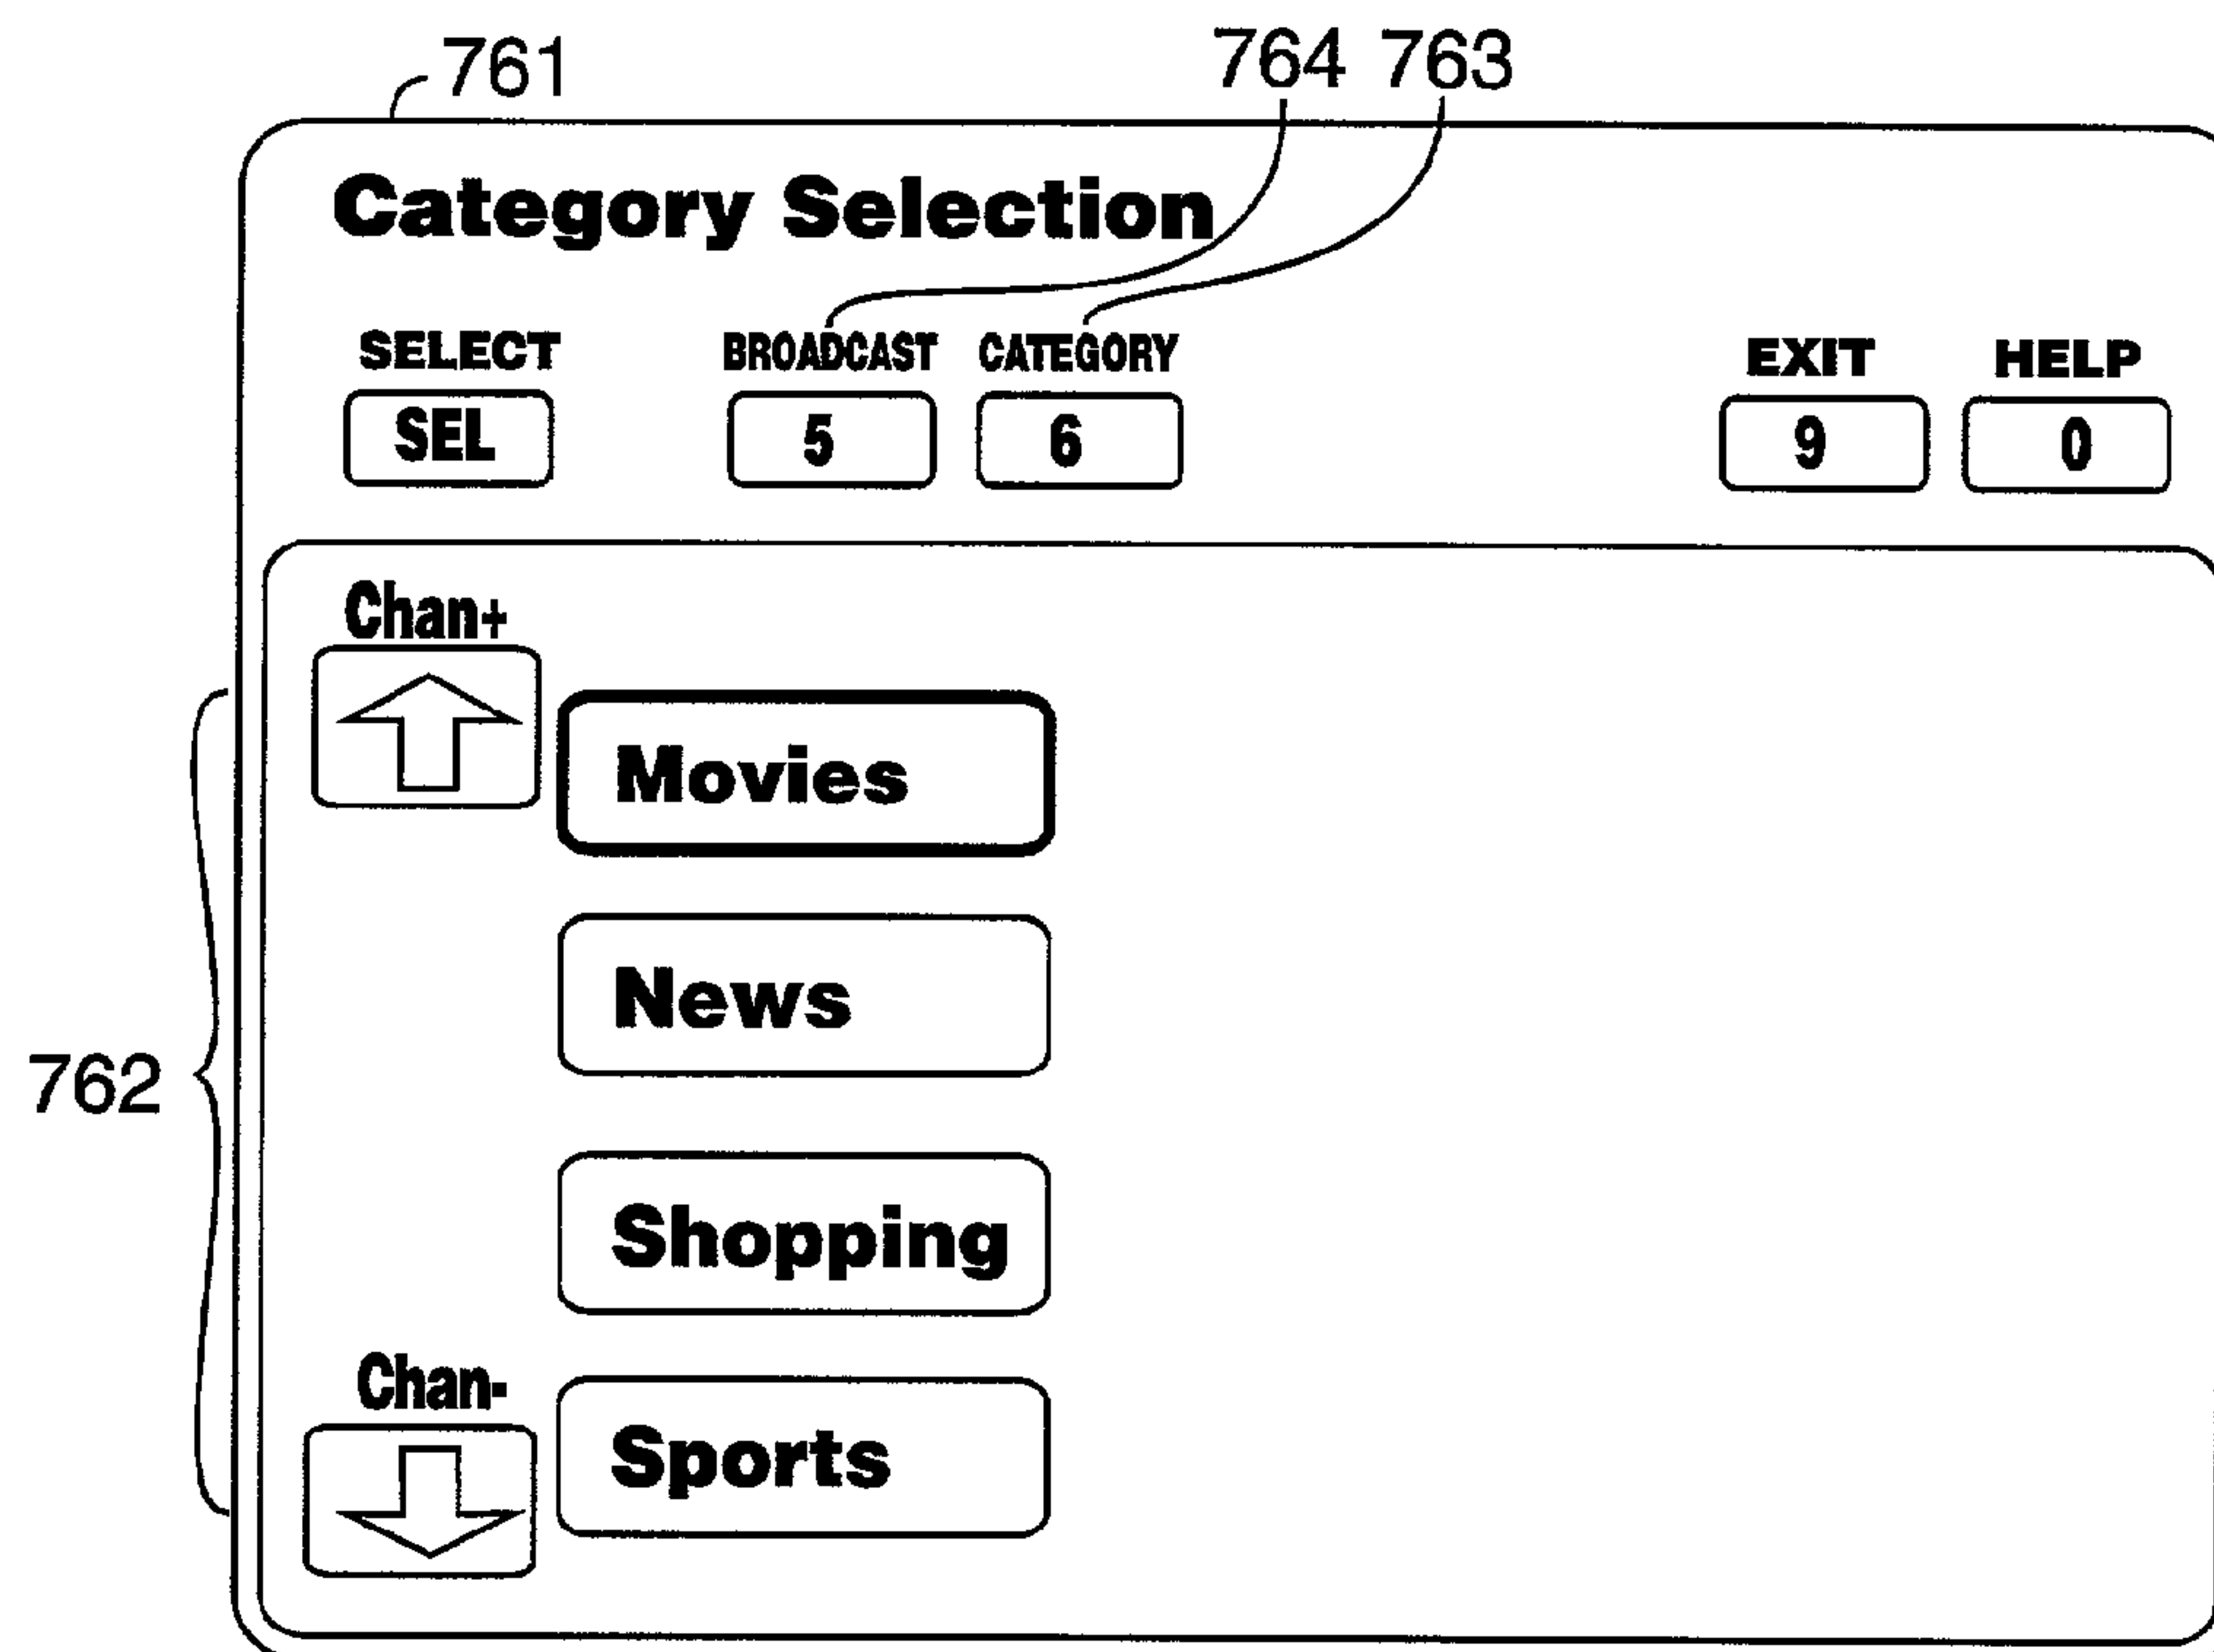 761 764 763
Category Selection
SELECT BROADCAST CATEGORY EXIT HELP
SEL 5 6 9 0
Chan+
Movies
News
762
Shopping
Chan-
Sports